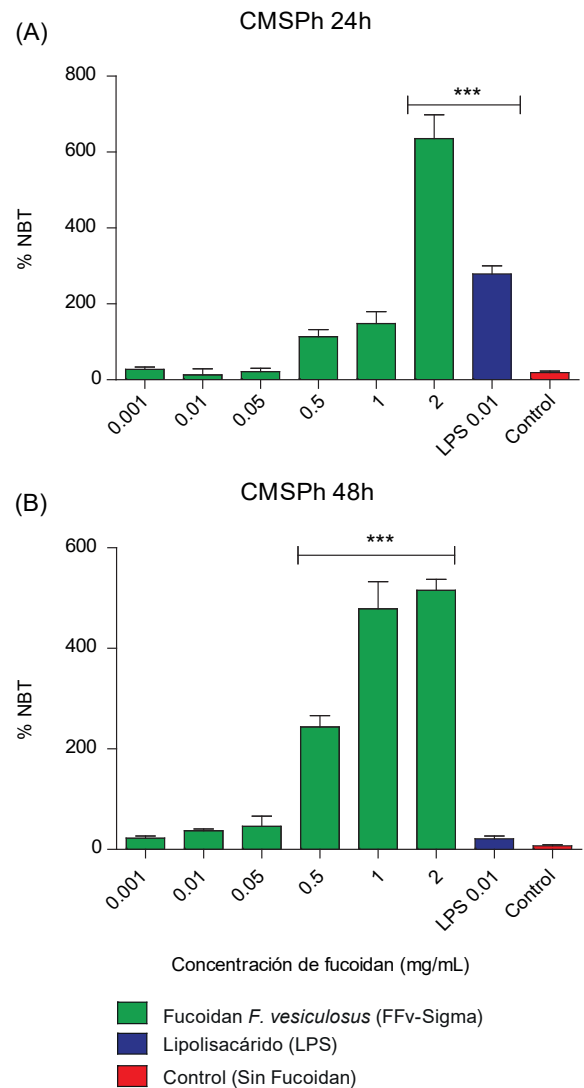 (A)
CMSPh 24h
***
800
600
400
200
0
% NBT
0.001
0.01
0.05
0.5
1
2
LPS 0.01
Control
(B)
CMSPh 48h
***
600
400
200
0
% NBT
0.001
0.01
0.05
0.5
1
2
LPS 0.01
Control
Concentración de fucoidan (mg/mL)
Fucoidan F. vesiculosus (FFv-Sigma)
Lipolisacárido (LPS)
Control (Sin Fucoidan)